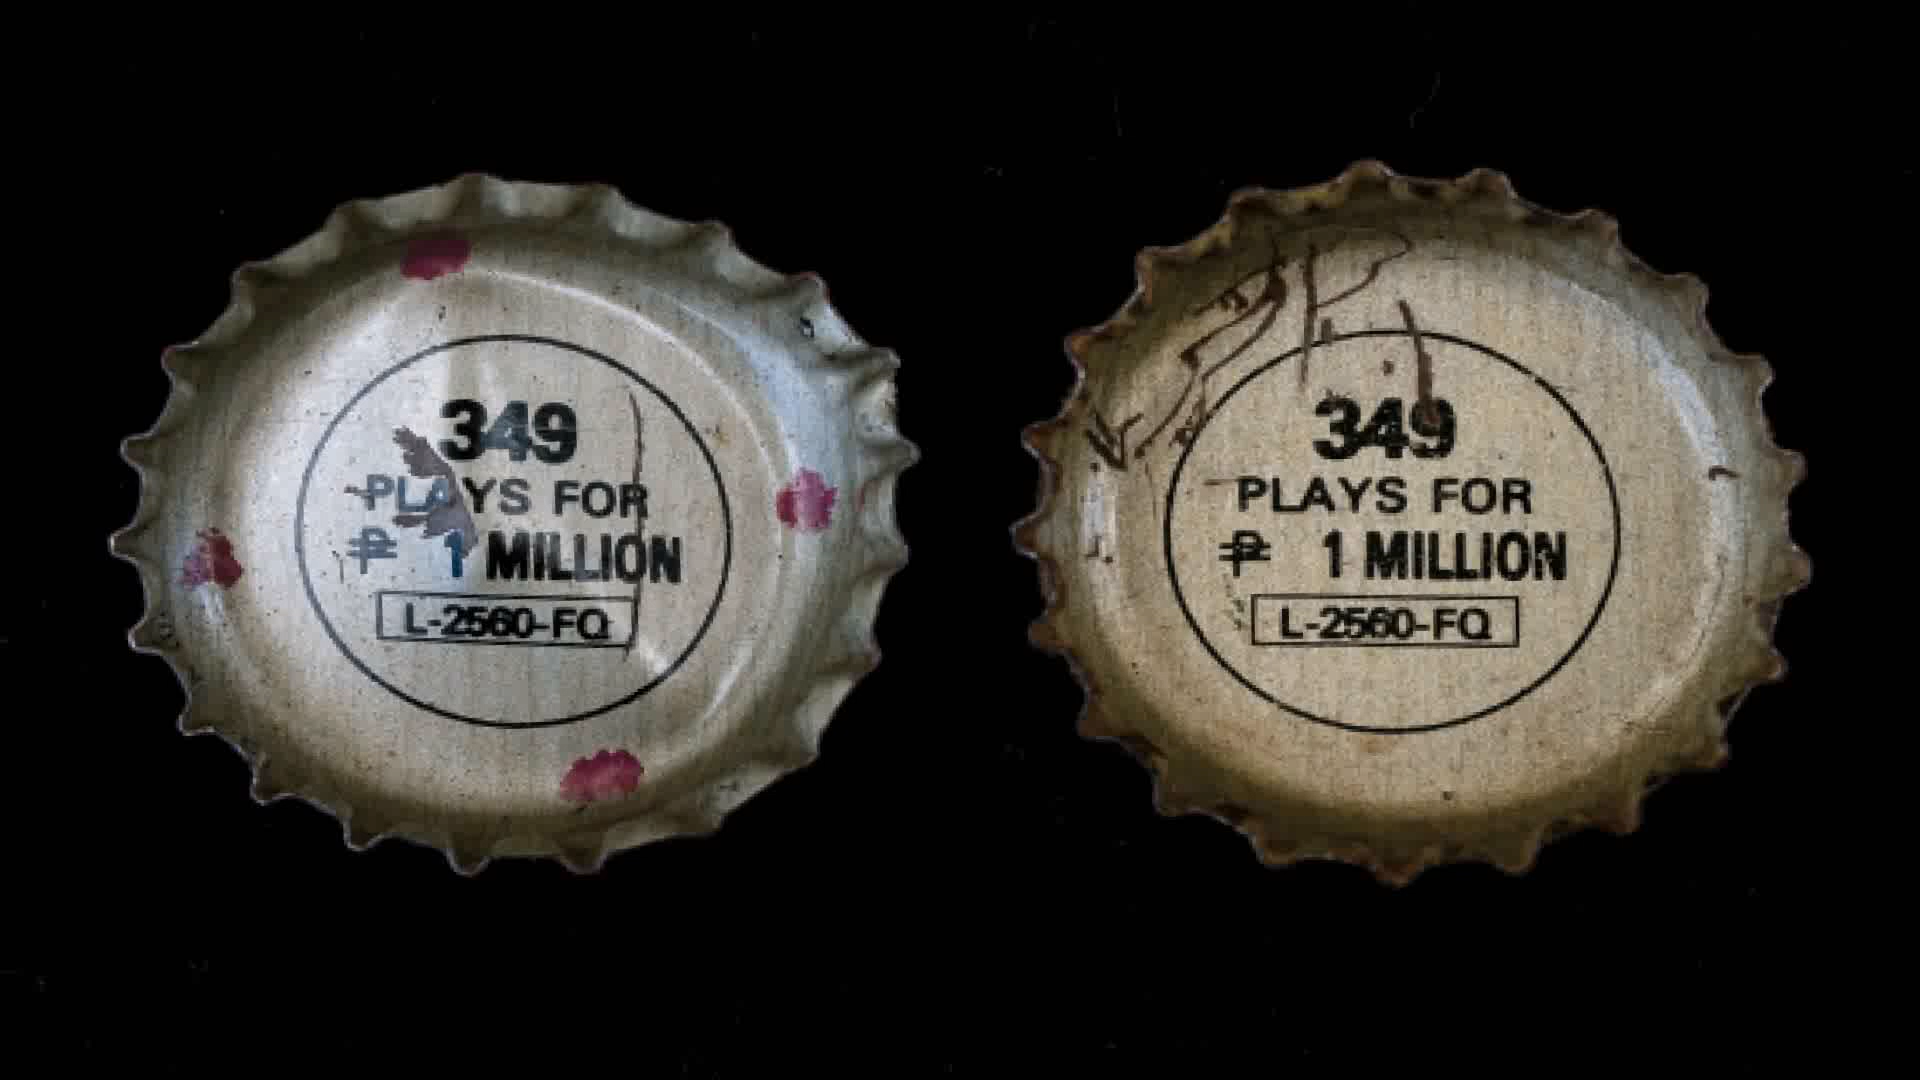 349
PLAYS FOR
₱ 1 MILLION
L-2560-FQ
349
PLAYS FOR
₱ 1 MILLION
L-2560-FQ